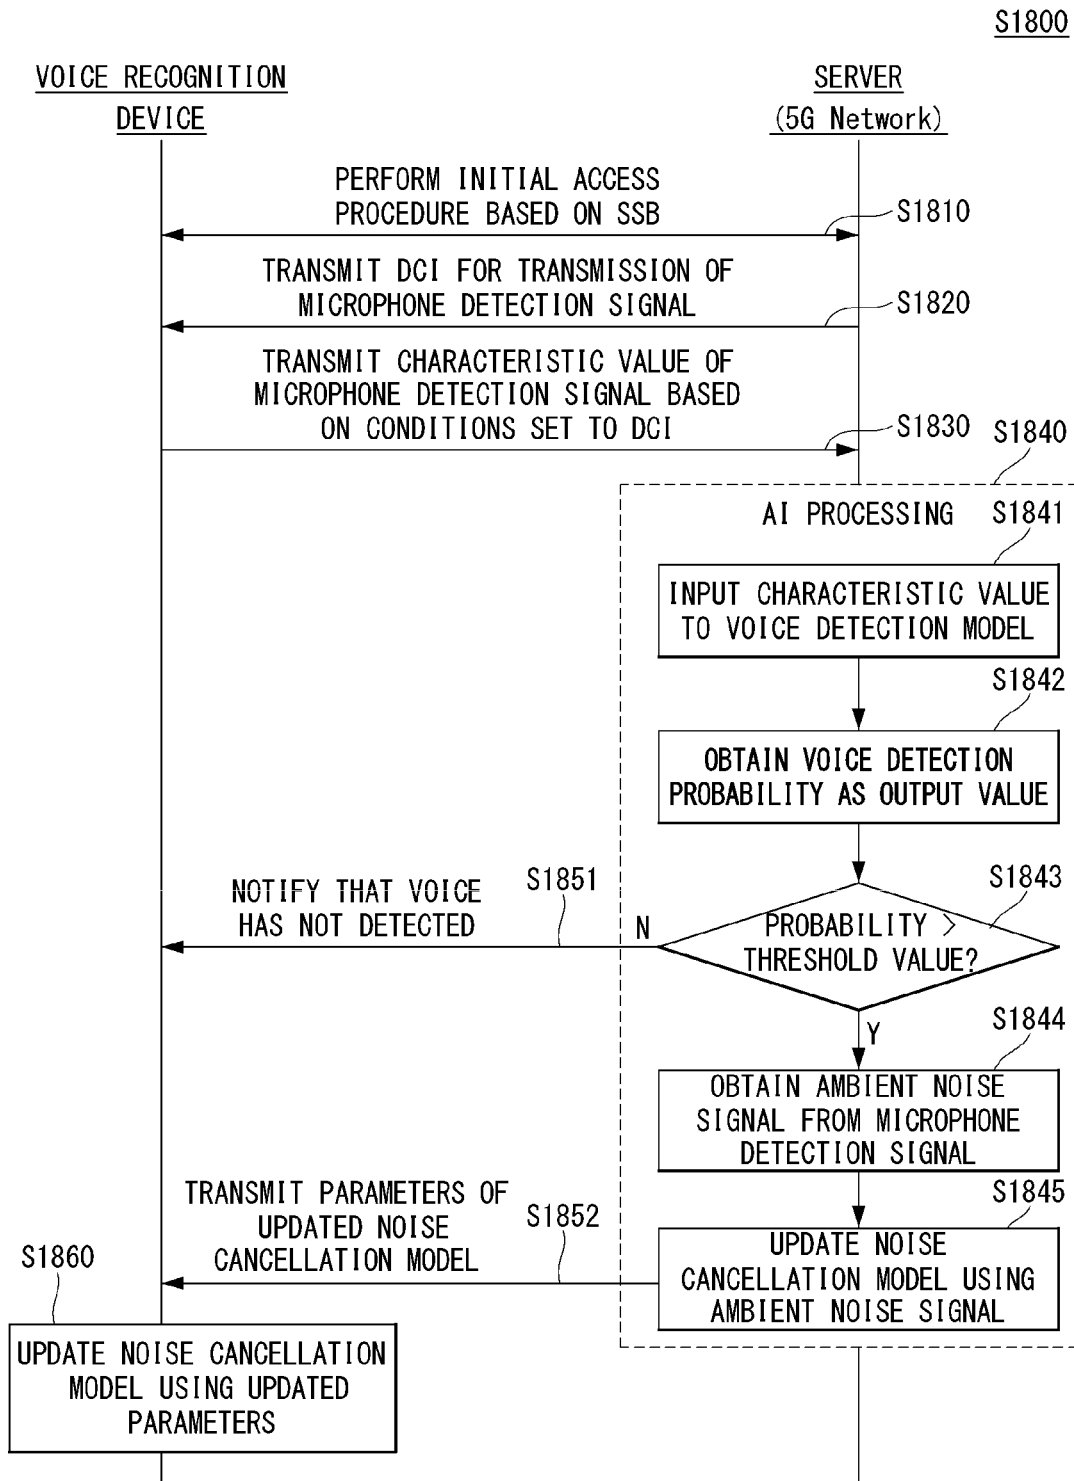 S1800
VOICE RECOGNITION
DEVICE
SERVER
(5G Network)
PERFORM INITIAL ACCESS
PROCEDURE BASED ON SSB
S1810
TRANSMIT DCI FOR TRANSMISSION OF
MICROPHONE DETECTION SIGNAL
S1820
TRANSMIT CHARACTERISTIC VALUE OF
MICROPHONE DETECTION SIGNAL BASED
ON CONDITIONS SET TO DCI
S1830
S1840
AI PROCESSING
S1841
INPUT CHARACTERISTIC VALUE
TO VOICE DETECTION MODEL
S1842
OBTAIN VOICE DETECTION
PROBABILITY AS OUTPUT VALUE
S1843
PROBABILITY >
THRESHOLD VALUE?
N
S1851
NOTIFY THAT VOICE
HAS NOT DETECTED
Y
S1844
OBTAIN AMBIENT NOISE
SIGNAL FROM MICROPHONE
DETECTION SIGNAL
S1845
UPDATE NOISE
CANCELLATION MODEL USING
AMBIENT NOISE SIGNAL
S1852
TRANSMIT PARAMETERS OF
UPDATED NOISE
CANCELLATION MODEL
S1860
UPDATE NOISE CANCELLATION
MODEL USING UPDATED
PARAMETERS